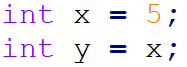 int x = 5;
int y = x;